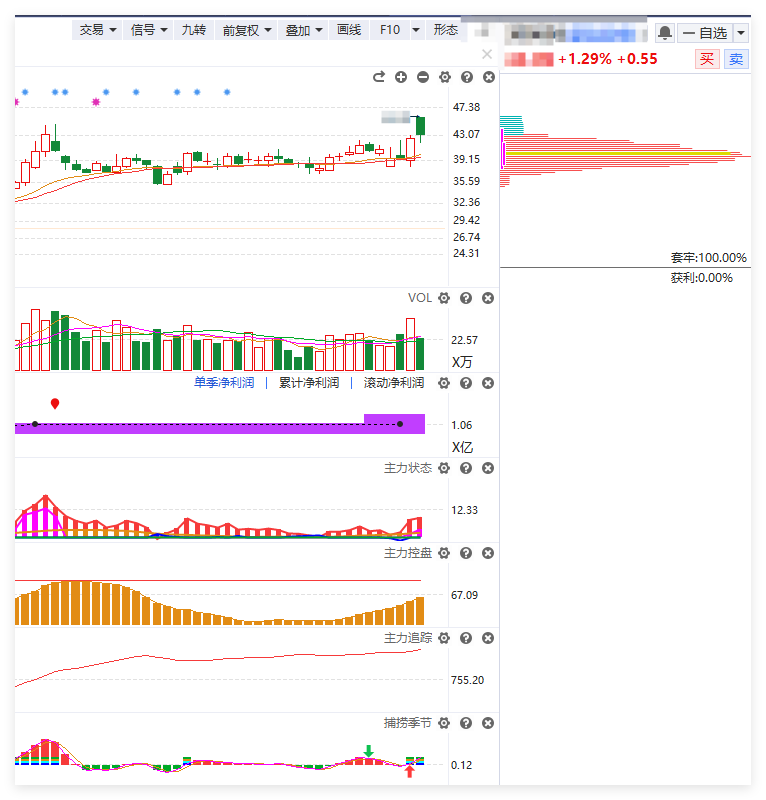 交易 信号 九转 前复权 叠加 画线 F10 形态
自选
+1.29% +0.55
买 卖
47.38
43.07
39.15
35.59
32.36
29.42
26.74
24.31
套牢:100.00%
获利:0.00%
VOL
22.57
X万
单季净利润 | 累计净利润 | 滚动净利润
1.06
X亿
主力状态
12.33
主力控盘
67.09
主力追踪
755.20
捕捞季节
0.12